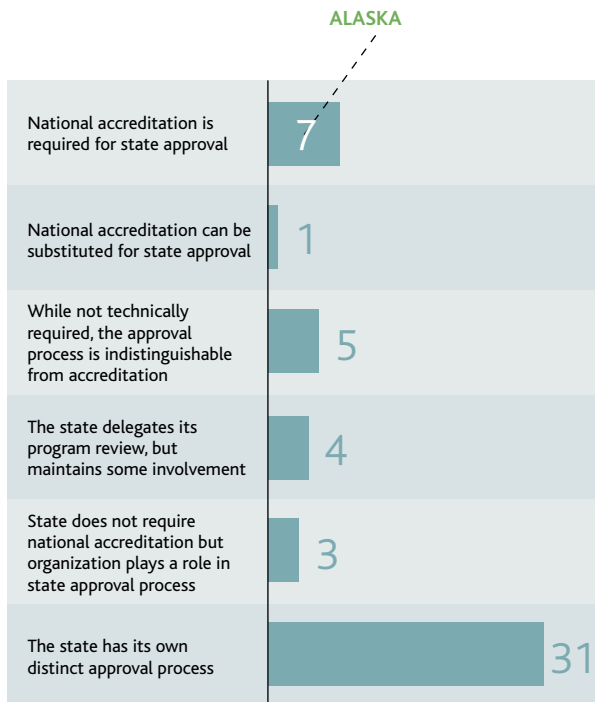 ALASKA
National accreditation is
required for state approval
7
National accreditation can be
substituted for state approval
1
While not technically
required, the approval
process is indistinguishable
from accreditation
5
The state delegates its
program review, but
maintains some involvement
4
State does not require
national accreditation but
organization plays a role in
state approval process
3
The state has its own
distinct approval process
31